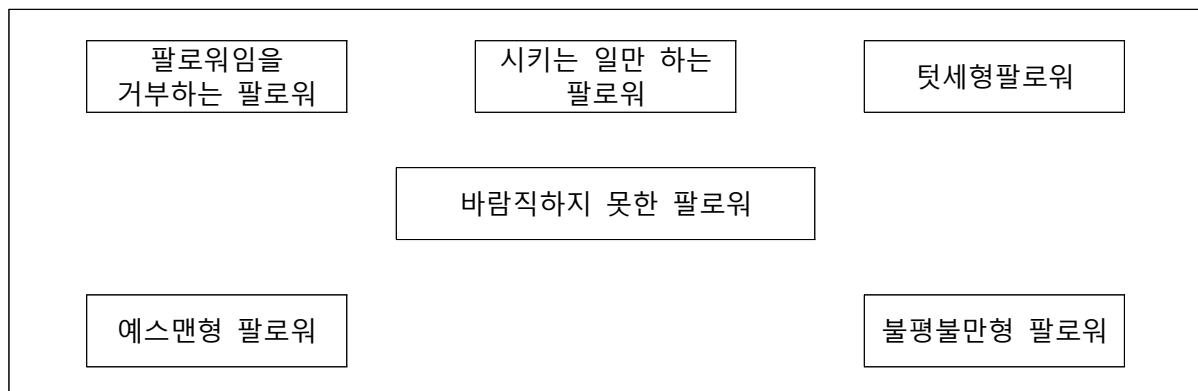 팔로워임을
거부하는 팔로워
시키는 일만 하는
팔로워
텃세형팔로워
바람직하지 못한 팔로워
예스맨형 팔로워
불평불만형 팔로워